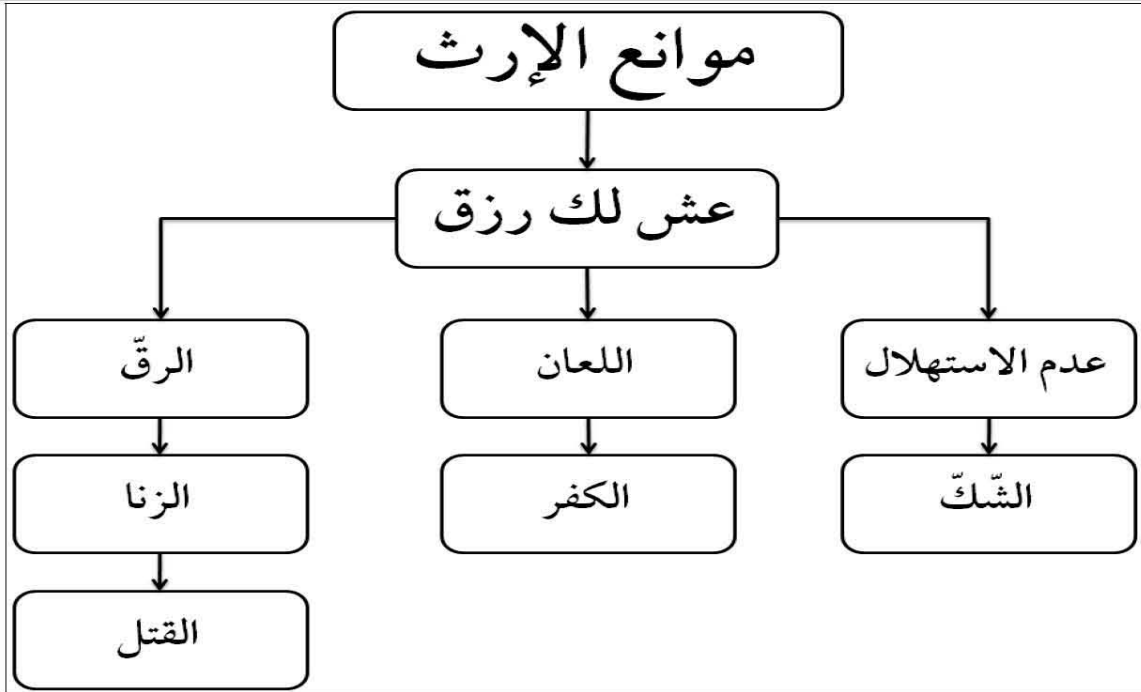 موانع الإرث
عش لك رزق
عدم الاستهلال
اللعان
الرقّ
الشّكّ
الكفر
الزنا
القتل